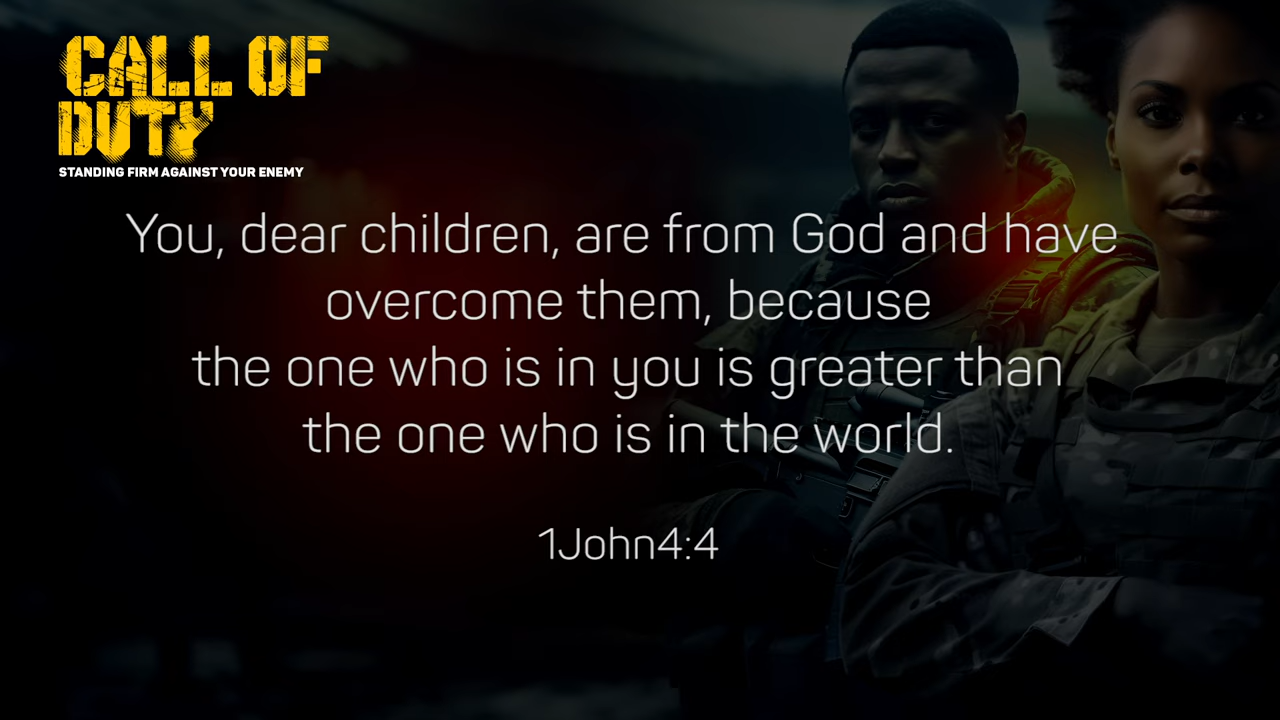 CALL OF
DUTY
STANDING FIRM AGAINST YOUR ENEMY
You, dear children, are from God and have
overcome them, because
the one who is in you is greater than
the one who is in the world.
1John4:4